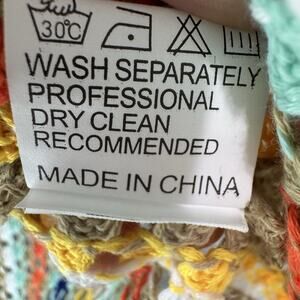 30°C
WASH SEPARATELY
PROFESSIONAL
DRY CLEAN
RECOMMENDED
MADE IN CHINA